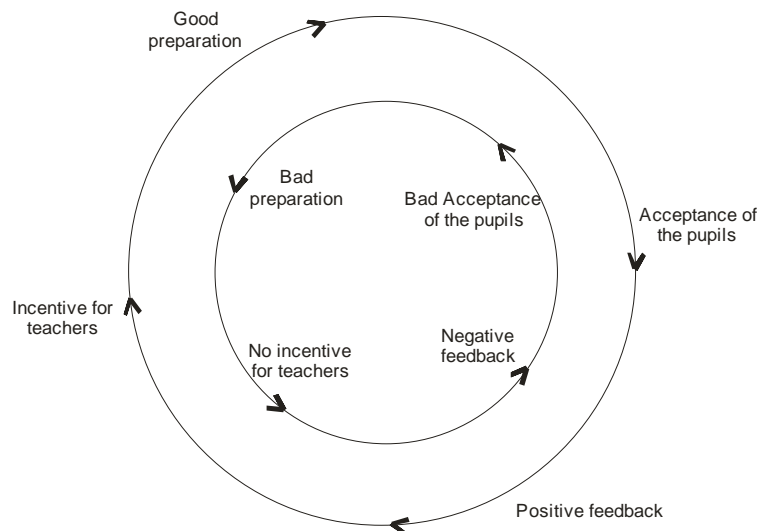 Good
preparation
Bad
preparation
Bad Acceptance
of the pupils
Acceptance of
the pupils
Incentive for
teachers
No incentive
for teachers
Negative
feedback
Positive feedback